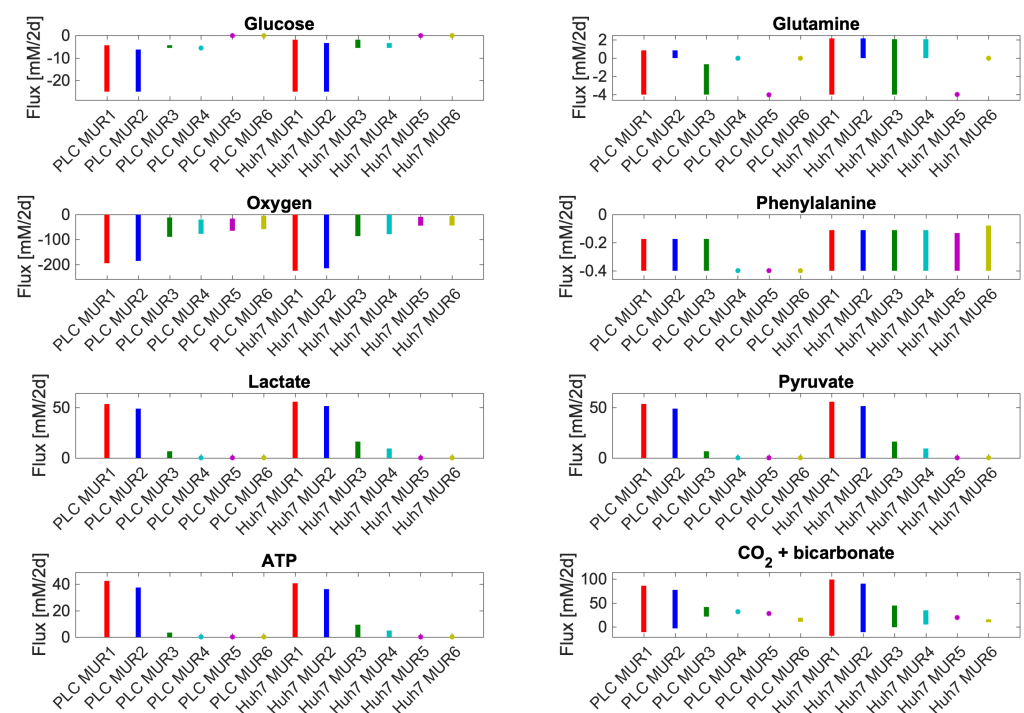 Glucose
Flux [mM/2d]
0
-10
-20
PLC MUR1
PLC MUR2
PLC MUR3
PLC MUR4
PLC MUR5
PLC MUR6
Huh7 MUR1
Huh7 MUR2
Huh7 MUR3
Huh7 MUR4
Huh7 MUR5
Huh7 MUR6
Glutamine
Flux [mM/2d]
2
0
-2
-4
PLC MUR1
PLC MUR2
PLC MUR3
PLC MUR4
PLC MUR5
PLC MUR6
Huh7 MUR1
Huh7 MUR2
Huh7 MUR3
Huh7 MUR4
Huh7 MUR5
Huh7 MUR6
Oxygen
Flux [mM/2d]
0
-100
-200
PLC MUR1
PLC MUR2
PLC MUR3
PLC MUR4
PLC MUR5
PLC MUR6
Huh7 MUR1
Huh7 MUR2
Huh7 MUR3
Huh7 MUR4
Huh7 MUR5
Huh7 MUR6
Phenylalanine
Flux [mM/2d]
0
-0.2
-0.4
PLC MUR1
PLC MUR2
PLC MUR3
PLC MUR4
PLC MUR5
PLC MUR6
Huh7 MUR1
Huh7 MUR2
Huh7 MUR3
Huh7 MUR4
Huh7 MUR5
Huh7 MUR6
Lactate
Flux [mM/2d]
50
0
PLC MUR1
PLC MUR2
PLC MUR3
PLC MUR4
PLC MUR5
PLC MUR6
Huh7 MUR1
Huh7 MUR2
Huh7 MUR3
Huh7 MUR4
Huh7 MUR5
Huh7 MUR6
Pyruvate
Flux [mM/2d]
50
0
PLC MUR1
PLC MUR2
PLC MUR3
PLC MUR4
PLC MUR5
PLC MUR6
Huh7 MUR1
Huh7 MUR2
Huh7 MUR3
Huh7 MUR4
Huh7 MUR5
Huh7 MUR6
ATP
Flux [mM/2d]
40
20
0
PLC MUR1
PLC MUR2
PLC MUR3
PLC MUR4
PLC MUR5
PLC MUR6
Huh7 MUR1
Huh7 MUR2
Huh7 MUR3
Huh7 MUR4
Huh7 MUR5
Huh7 MUR6
CO₂ + bicarbonate
Flux [mM/2d]
100
50
0
PLC MUR1
PLC MUR2
PLC MUR3
PLC MUR4
PLC MUR5
PLC MUR6
Huh7 MUR1
Huh7 MUR2
Huh7 MUR3
Huh7 MUR4
Huh7 MUR5
Huh7 MUR6